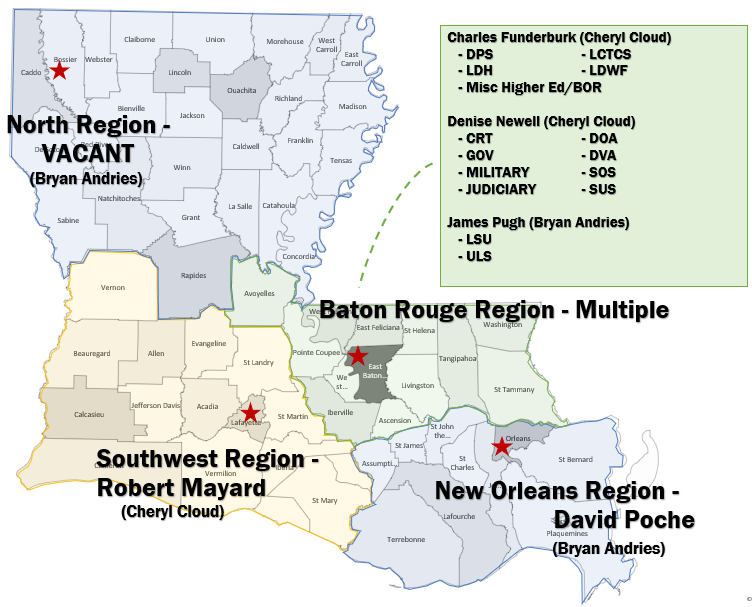 Claiborne
Union
Morehouse
West
Carroll
East
Carroll
Bossier
Webster
Caddo
Lincoln
Ouachita
Richland
Madison
Bienville
Jackson
Franklin
Caldwell
Tensas
Winn
Natchitoches
La Salle
Catahoula
Sabine
Grant
Concordia
Rapides
North Region -
VACANT
(Bryan Andries)
Charles Funderburk (Cheryl Cloud)
- DPS - LCTCS
- LDH - LDWF
- Misc Higher Ed/BOR
Denise Newell (Cheryl Cloud)
- CRT - DOA
- GOV - DVA
- MILITARY - SOS
- JUDICIARY - SUS
James Pugh (Bryan Andries)
- LSU
- ULS
Baton Rouge Region - Multiple
Avoyelles
East Feliciana
St Helena
Washington
Pointe Coupee
East
Baton...
Tangipahoa
We
st...
Livingston
St Tammany
Iberville
Ascension
Vernon
Beauregard
Allen
Evangeline
St Landry
Calcasieu
Jefferson Davis
Acadia
Lafayette
St Martin
Vermilion
St Mary
Southwest Region -
Robert Mayard
(Cheryl Cloud)
St John
the...
St James
Orleans
Assumpti...
St
Charles
St Bernard
Lafourche
Plaquemines
Terrebonne
New Orleans Region -
David Poche
(Bryan Andries)